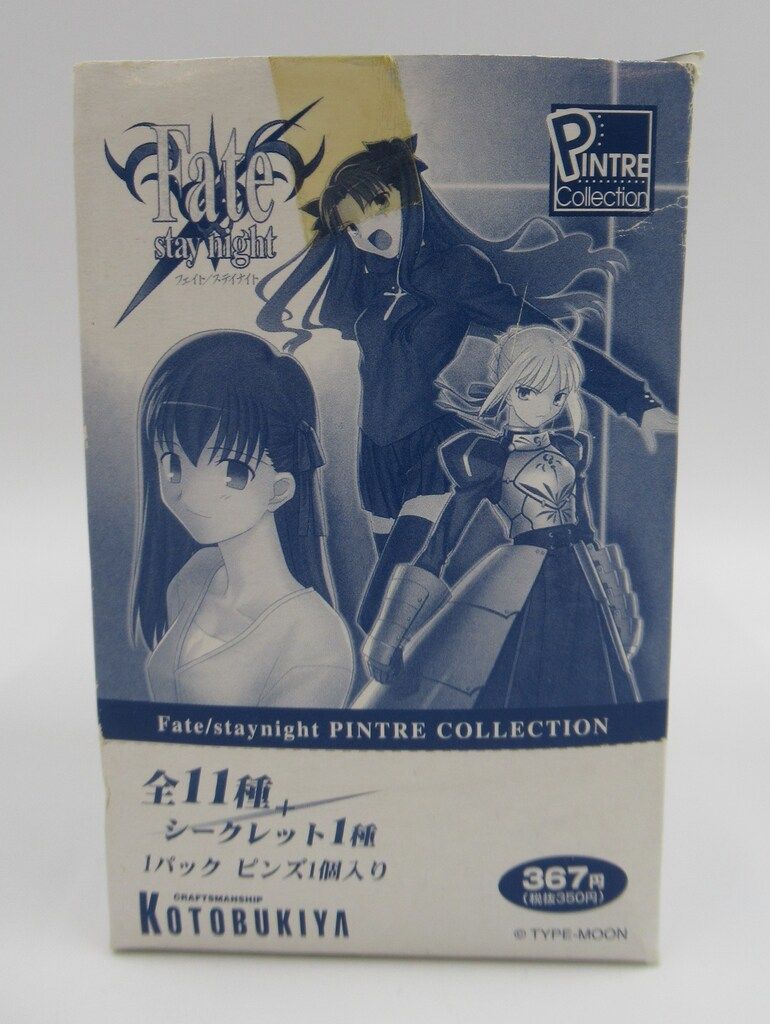 Fate
stay night
フェイト/ステイナイト
PINTRE
Collection
Fate/staynight PINTRE COLLECTION
全11種
+
シークレット1種
1パック ピンズ1個入り
CRAFTSMANSHIP
KOTOBUKIYA
367円
(税抜350円)
© TYPE-MOON